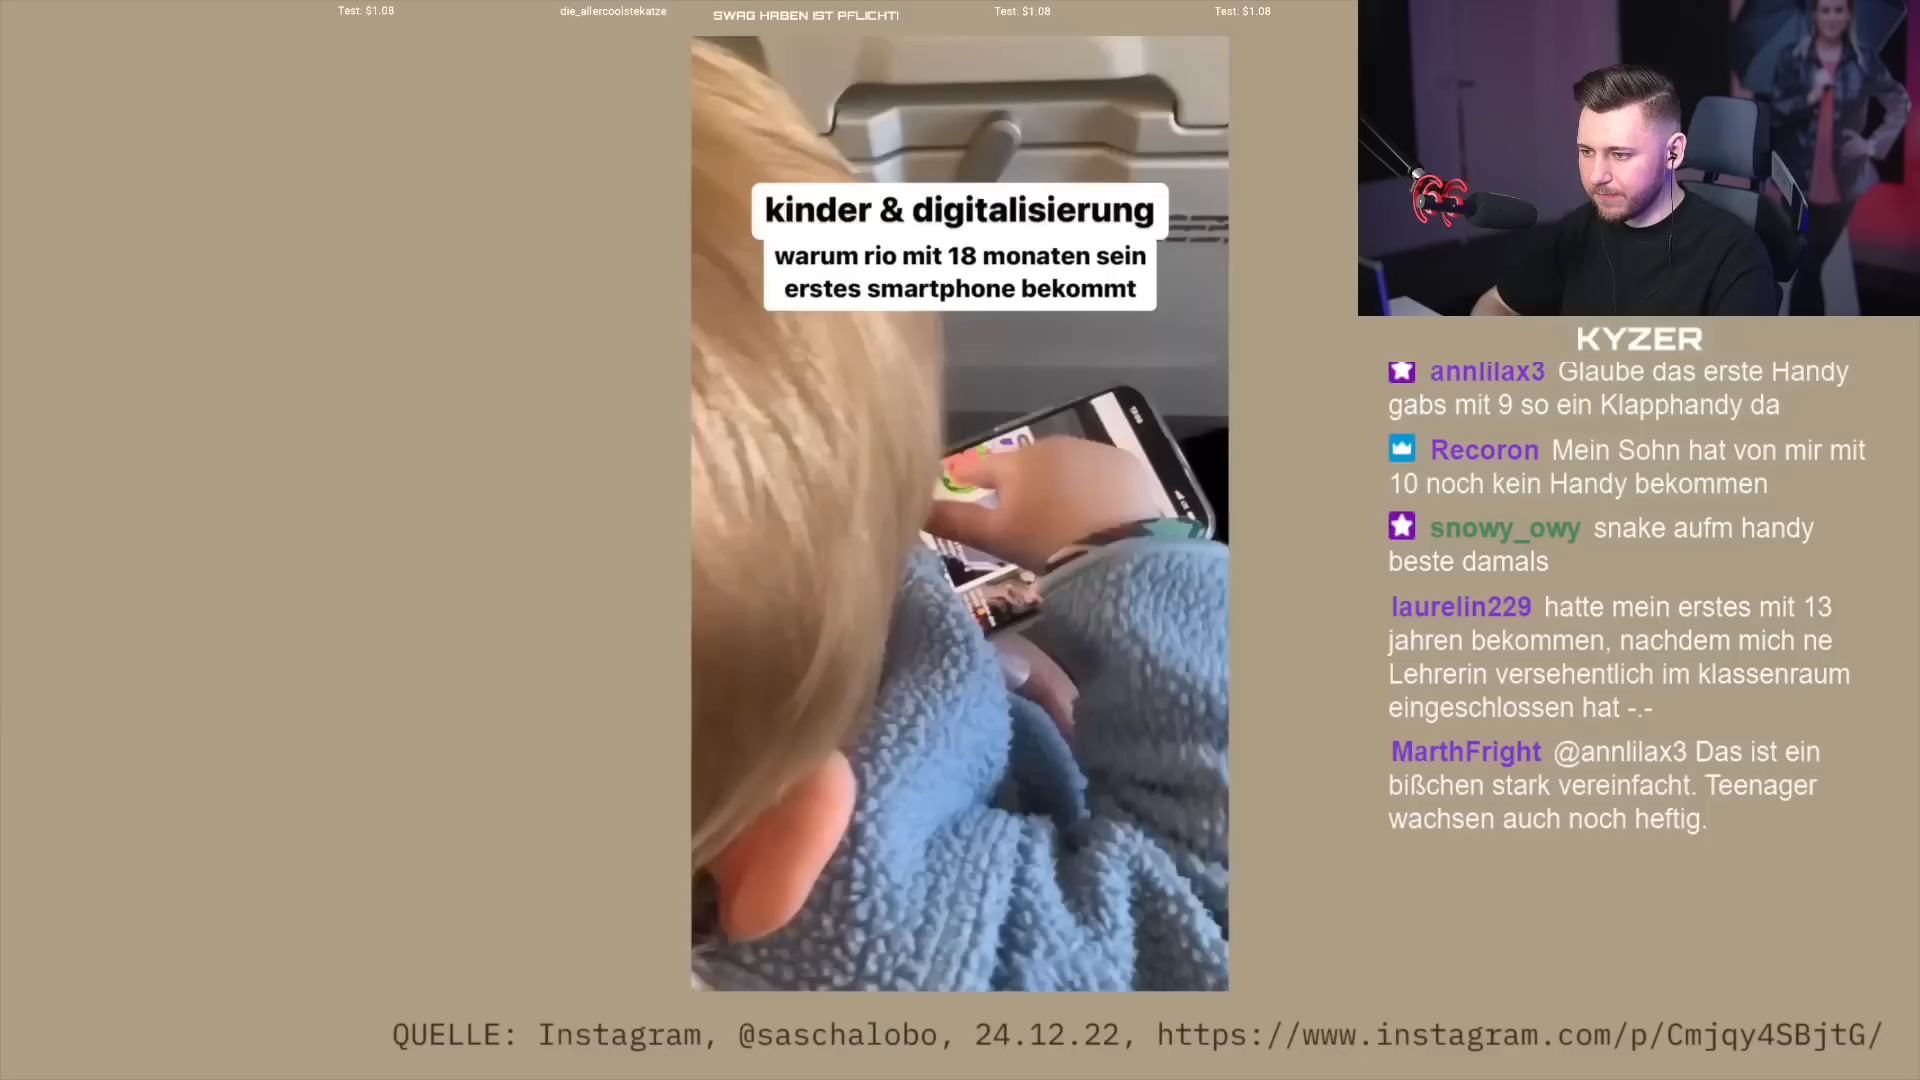 Test: $1.08
die_allercoolstekatze
SWAG HABEN IST PFLICHT!
Test: $1.08
Test: $1.08
kinder & digitalisierung
warum rio mit 18 monaten sein
erstes smartphone bekommt
KYZER
annlilax3 Glaube das erste Handy
gabs mit 9 so ein Klapphandy da
Recoron Mein Sohn hat von mir mit
10 noch kein Handy bekommen
snowy_owy snake aufm handy
beste damals
laurelin229 hatte mein erstes mit 13
jahren bekommen, nachdem mich ne
Lehrerin versehentlich im klassenraum
eingeschlossen hat -.-
MarthFright @annlilax3 Das ist ein
bißchen stark vereinfacht. Teenager
wachsen auch noch heftig.
QUELLE: Instagram, @saschalobo, 24.12.22, https://www.instagram.com/p/Cmjqy4SBjtG/